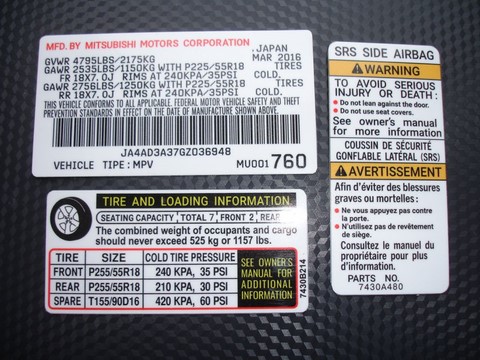 MFD. BY MITSUBISHI MOTORS CORPORATION
JAPAN
GVWR 4795LBS/2175KG MAR 2016
GAWR 2535LBS/1150KG WITH P225/55R18 TIRES
FR 18X7.0J RIMS AT 240KPA/35PSI COLD.
GAWR 2756LBS/1250KG WITH P225/55R18 TIRES
RR 18X7.0J RIMS AT 240KPA/35PSI COLD.
THIS VEHICLE CONFORMS TO ALL APPLICABLE FEDERAL MOTOR VEHICLE SAFETY AND THEFT
PREVENTION STANDARDS IN EFFECT ON THE DATE OF MANUFACTURE SHOWN ABOVE.
JA4AD3A37GZ036948
VEHICLE TIPE: MPV MU001760
TIRE AND LOADING INFORMATION
SEATING CAPACITY TOTAL 7 FRONT 2 REAR
The combined weight of occupants and cargo
should never exceed 525 kg or 1157 lbs.
TIRE SIZE COLD TIRE PRESSURE
FRONT P255/55R18 240 KPA, 35 PSI
REAR P255/55R18 210 KPA, 30 PSI
SPARE T155/90D16 420 KPA, 60 PSI
SEE OWNER'S
MANUAL FOR
ADDITIONAL
INFORMATION
7430B214
SRS SIDE AIRBAG
WARNING
TO AVOID SERIOUS
INJURY OR DEATH:
• Do not lean against the door.
• Do not use seat covers.
See owner's manual
for more information
COUSSIN DE SÉCURITÉ
GONFLABLE LATÉRAL (SRS)
AVERTISSEMENT
Afin d'éviter des blessures
graves ou mortelles:
• Ne vous appuyez pas contre
la porte.
• N'utilisez pas de revêtement
de siège.
Consultez le manuel du
propriétaire pour plus
d'information
PARTS NO.
7430A480